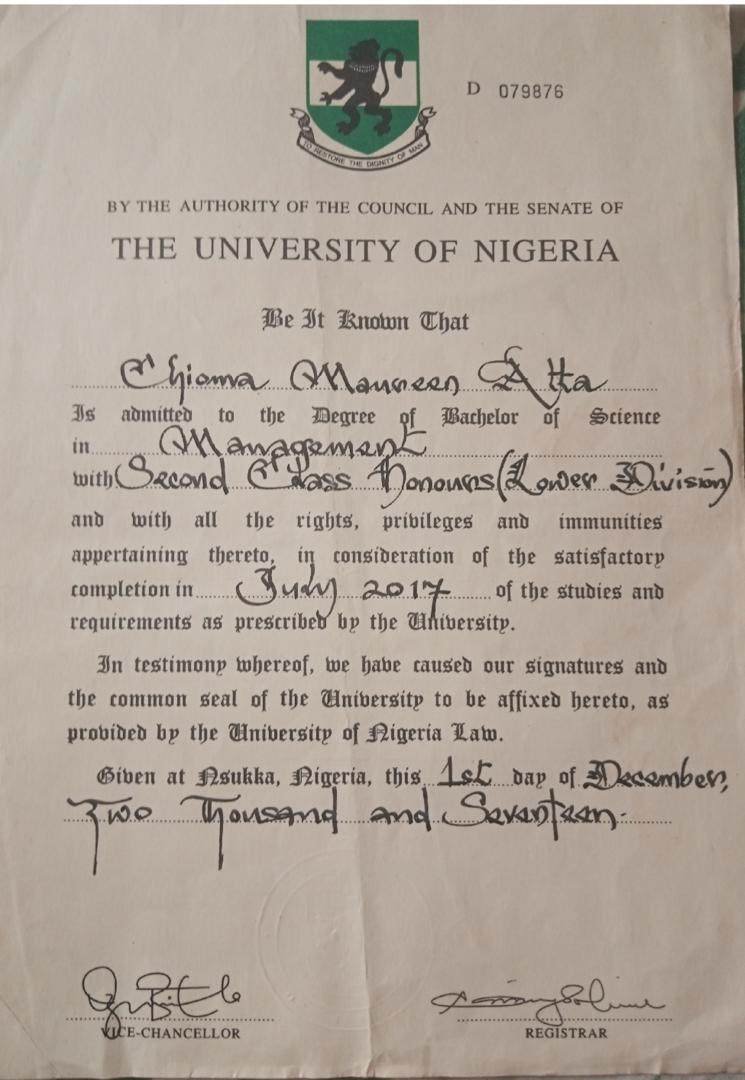 D 079876
TO RESTORE THE DIGNITY OF MAN
BY THE AUTHORITY OF THE COUNCIL AND THE SENATE OF
THE UNIVERSITY OF NIGERIA
Be It Known That
Chioma Maureen Atta
Is admitted to the Degree of Bachelor of Science
in Management
with Second Class Honours (Lower Division)
and with all the rights, privileges and immunities
appertaining thereto, in consideration of the satisfactory
completion in July 2017 of the studies and
requirements as prescribed by the University.
In testimony whereof, we have caused our signatures and
the common seal of the University to be affixed hereto, as
provided by the University of Nigeria Law.
Given at Nsukka, Nigeria, this 1st day of December,
Two Thousand and Seventeen.
VICE-CHANCELLOR
REGISTRAR